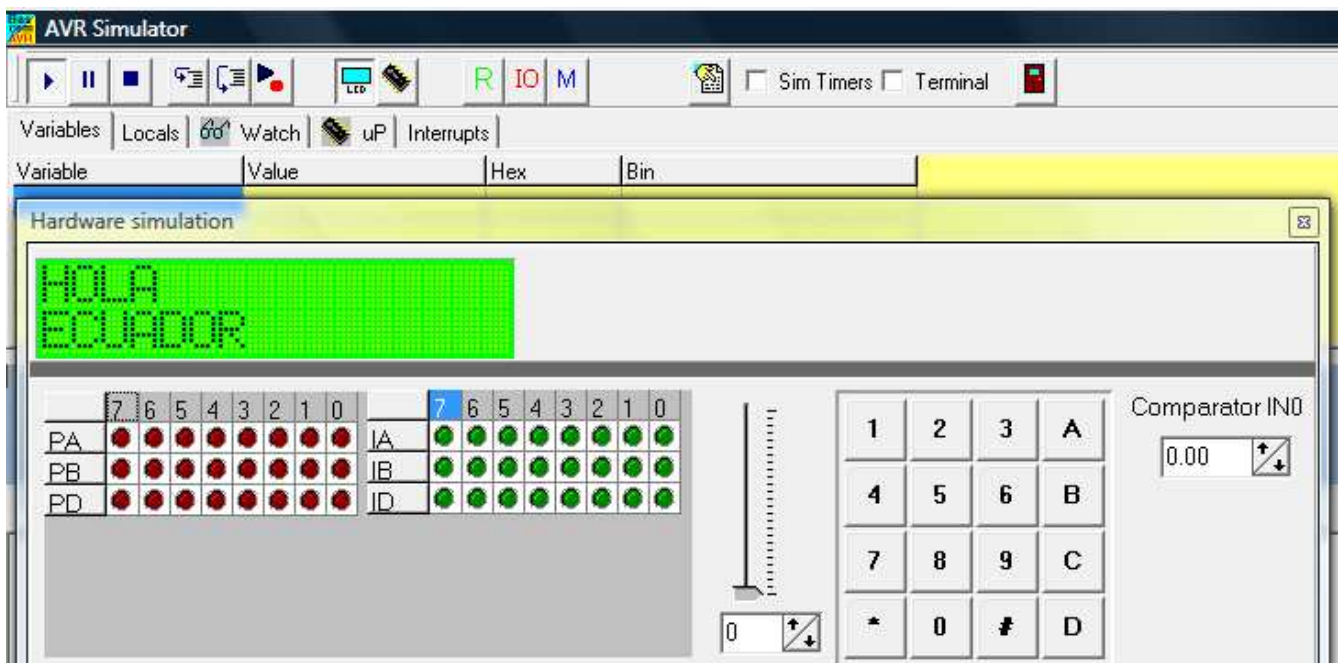 AVR Simulator
LCD R IO M Sim Timers Terminal
Variables Locals Watch uP Interrupts
Variable Value Hex Bin
Hardware simulation
HOLA
ECUADOR
7 6 5 4 3 2 1 0 7 6 5 4 3 2 1 0
PA IA
PB IB
PD ID
0
1 2 3 A
4 5 6 B
7 8 9 C
* 0 # D
Comparator IN0
0.00